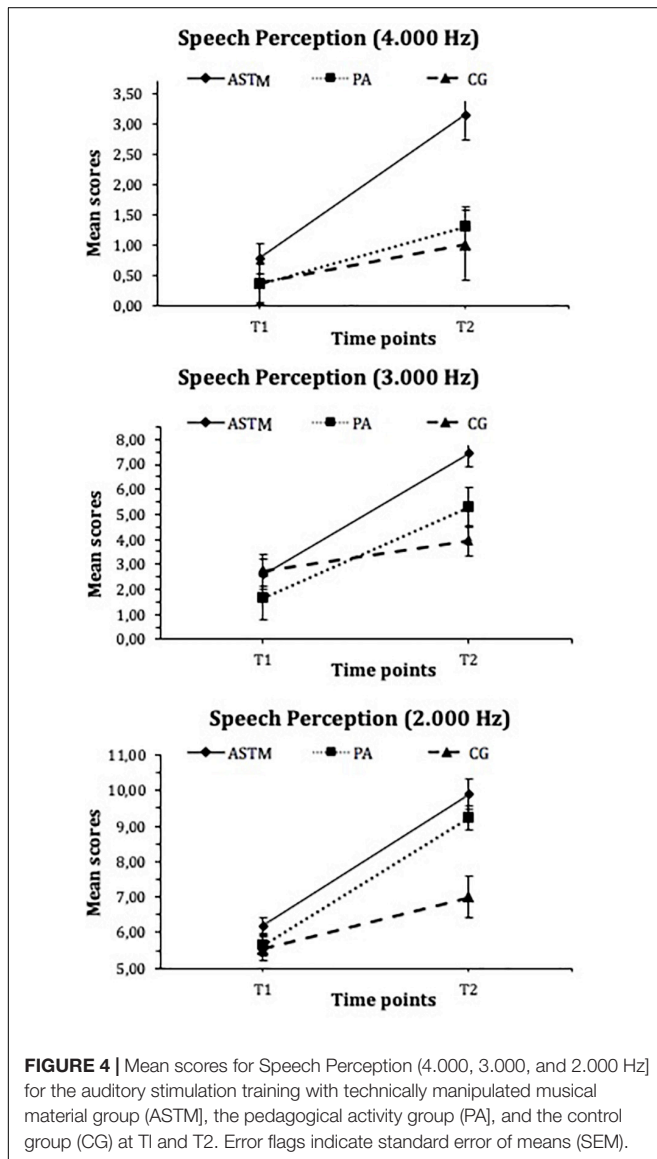 Speech Perception (4.000 Hz)
ASTM PA CG
3,50
3,00
2,50
2,00
1,50
1,00
0,50
0,00
Mean scores
T1 T2
Time points
Speech Perception (3.000 Hz)
ASTM PA CG
8,00
7,00
6,00
5,00
4,00
3,00
2,00
1,00
0,00
Mean scores
T1 T2
Time points
Speech Perception (2.000 Hz)
ASTM PA CG
11,00
10,00
9,00
8,00
7,00
6,00
5,00
Mean scores
T1 T2
Time points
FIGURE 4 | Mean scores for Speech Perception (4.000, 3.000, and 2.000 Hz]
for the auditory stimulation training with technically manipulated musical
material group (ASTM], the pedagogical activity group (PA], and the control
group (CG) at Tl and T2. Error flags indicate standard error of means (SEM).